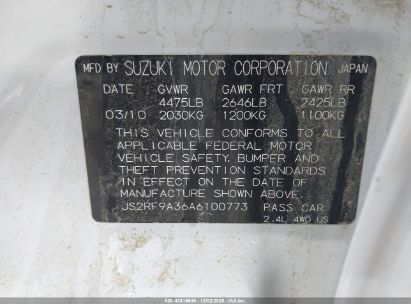 MFD BY SUZUKI MOTOR CORPORATION JAPAN
DATE GVWR GAWR FRT GAWR RR
4475LB 2646LB 2425LB
03/10 2030KG 1200KG 1100KG
THIS VEHICLE CONFORMS TO ALL
APPLICABLE FEDERAL MOTOR
VEHICLE SAFETY, BUMPER AND
THEFT PREVENTION STANDARDS
IN EFFECT ON THE DATE OF
MANUFACTURE SHOWN ABOVE.
JS2RF9A36A6100773 PASS CAR
2.4L 4WD US